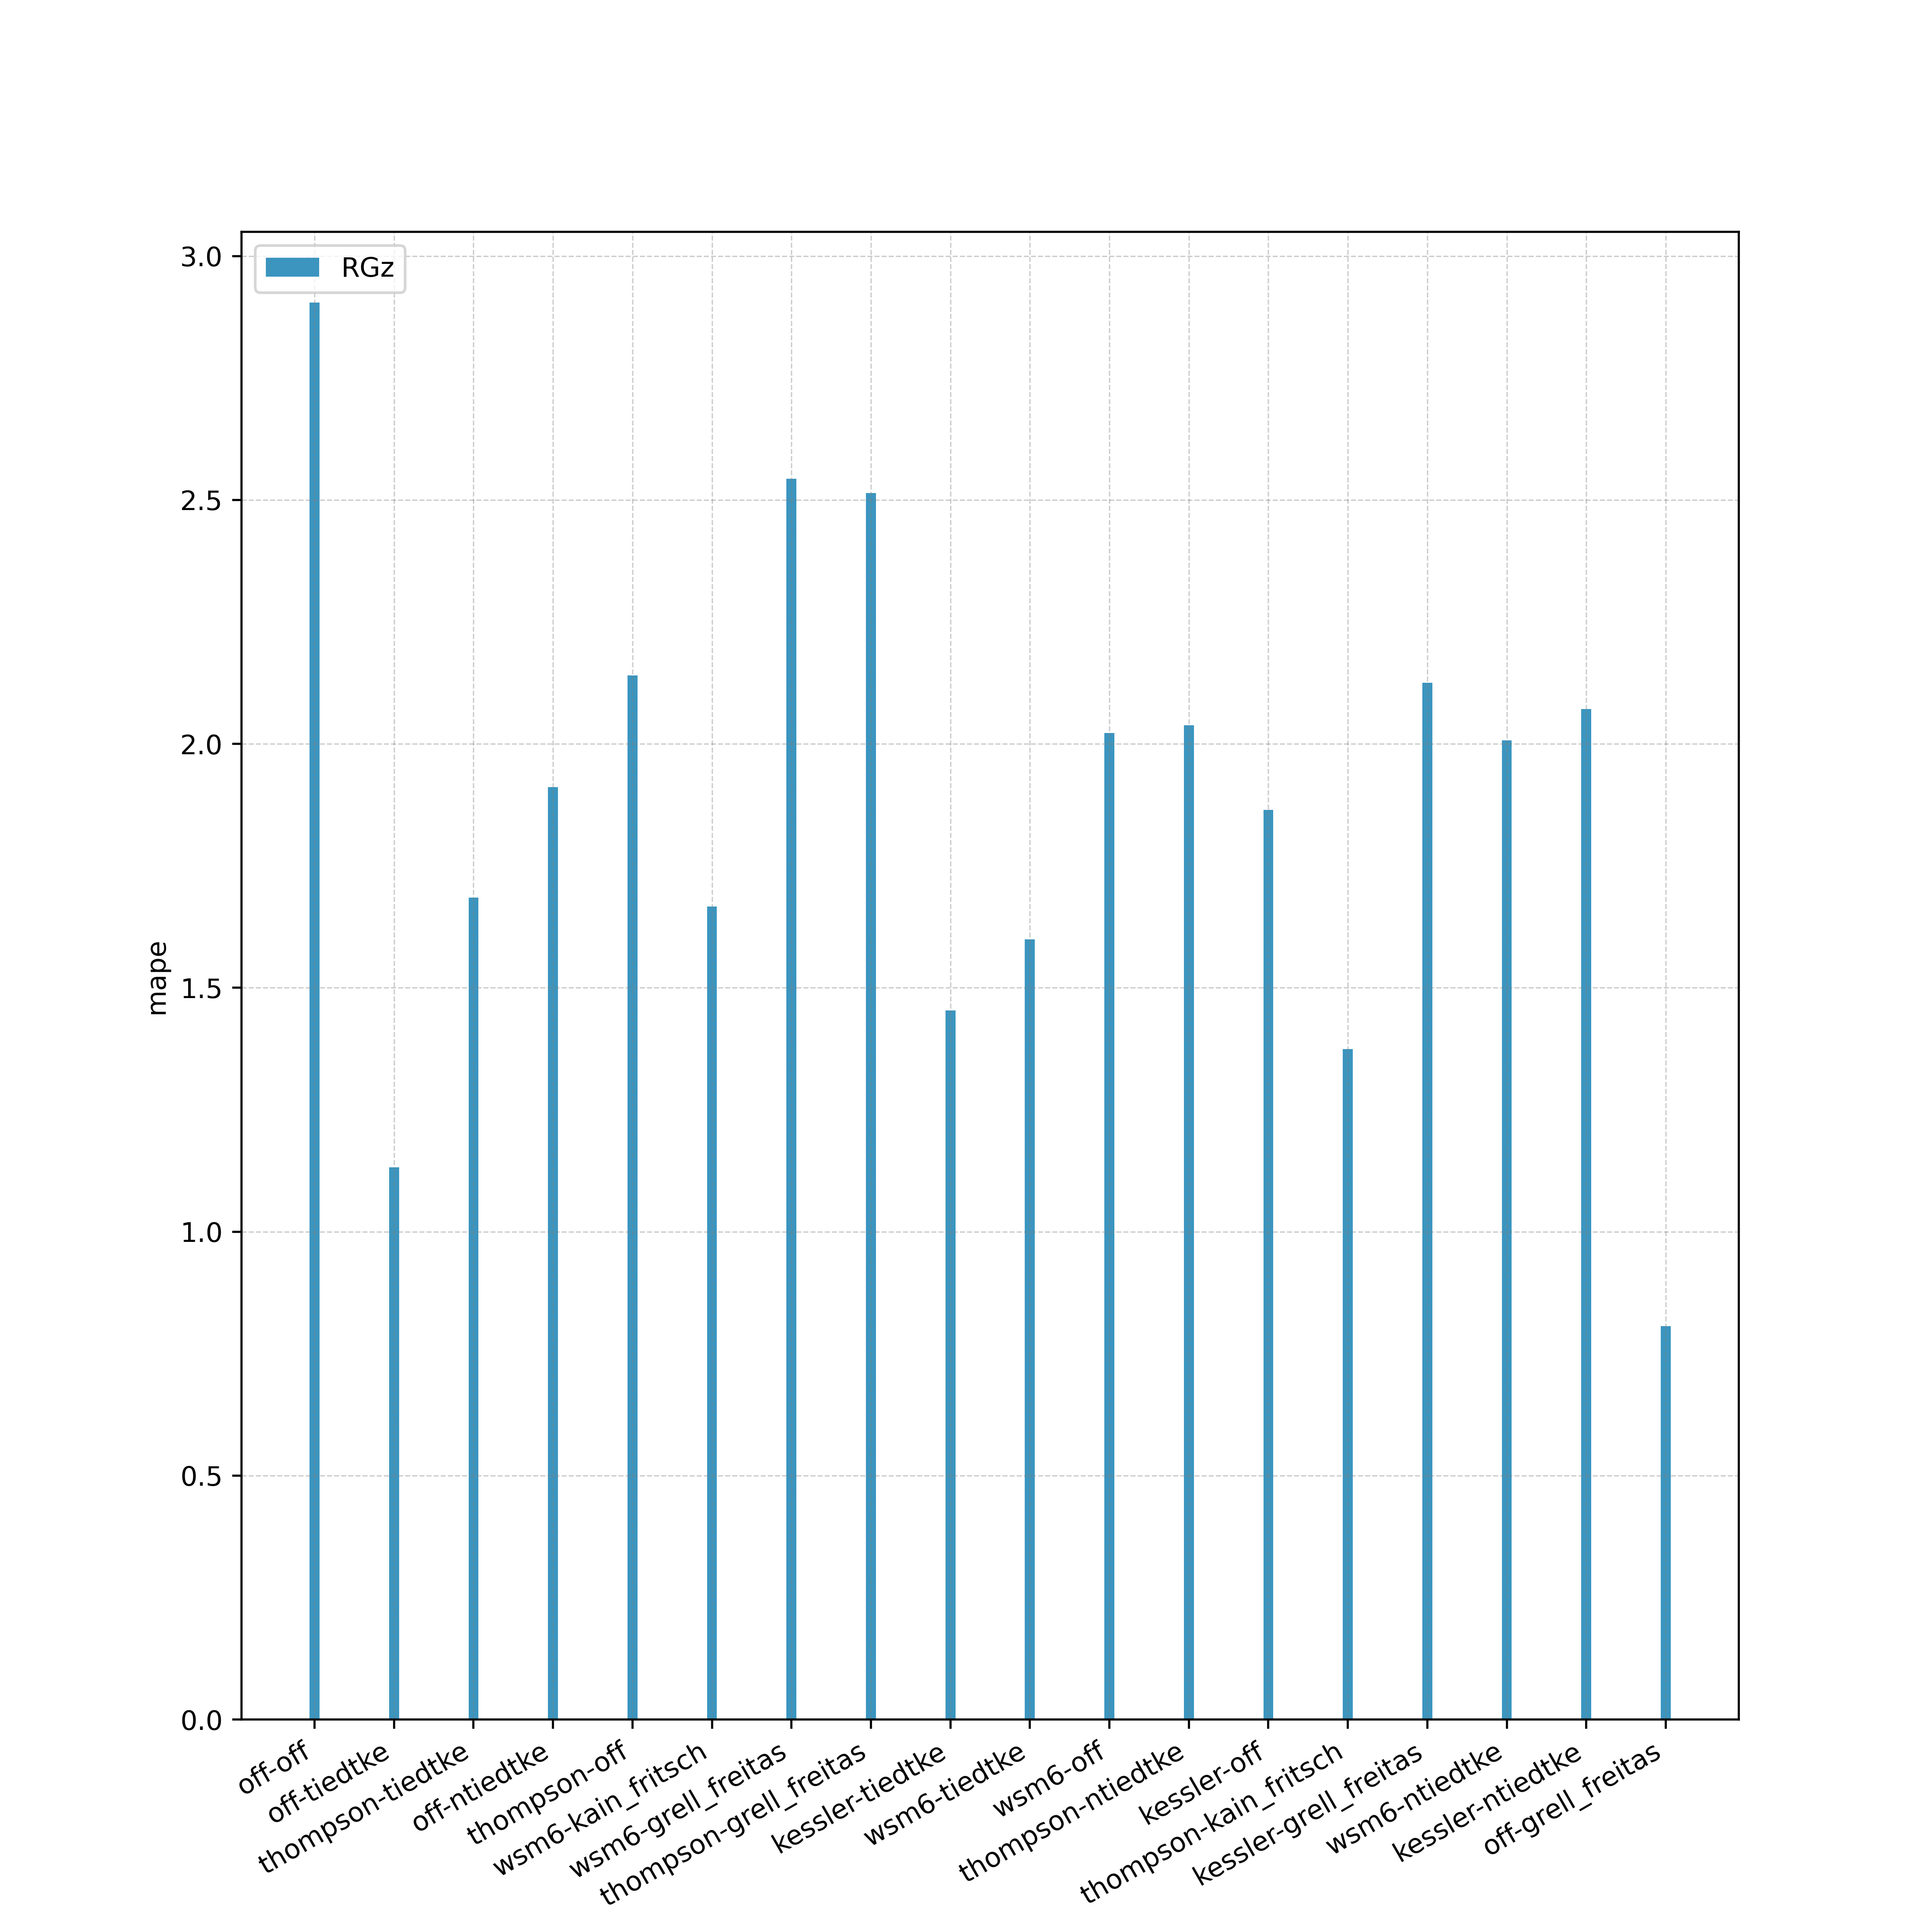 RGz
3.0
2.5
2.0
1.5
1.0
0.5
0.0
mape
off-off
off-tiedtke
thompson-tiedtke
off-ntiedtke
thompson-off
wsm6-kain_fritsch
wsm6-grell_freitas
thompson-grell_freitas
kessler-tiedtke
wsm6-tiedtke
wsm6-off
thompson-ntiedtke
kessler-off
thompson-kain_fritsch
kessler-grell_freitas
wsm6-ntiedtke
kessler-ntiedtke
off-grell_freitas